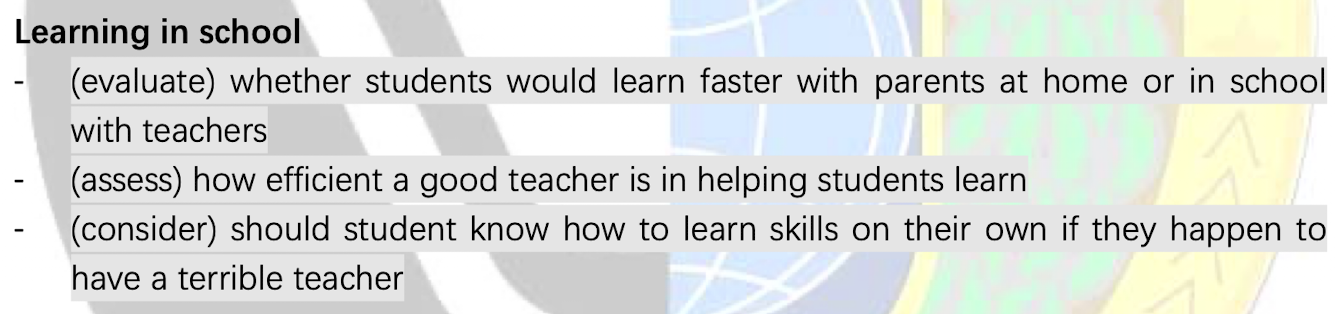 Learning in school
- (evaluate) whether students would learn faster with parents at home or in school
with teachers
- (assess) how efficient a good teacher is in helping students learn
- (consider) should student know how to learn skills on their own if they happen to
have a terrible teacher